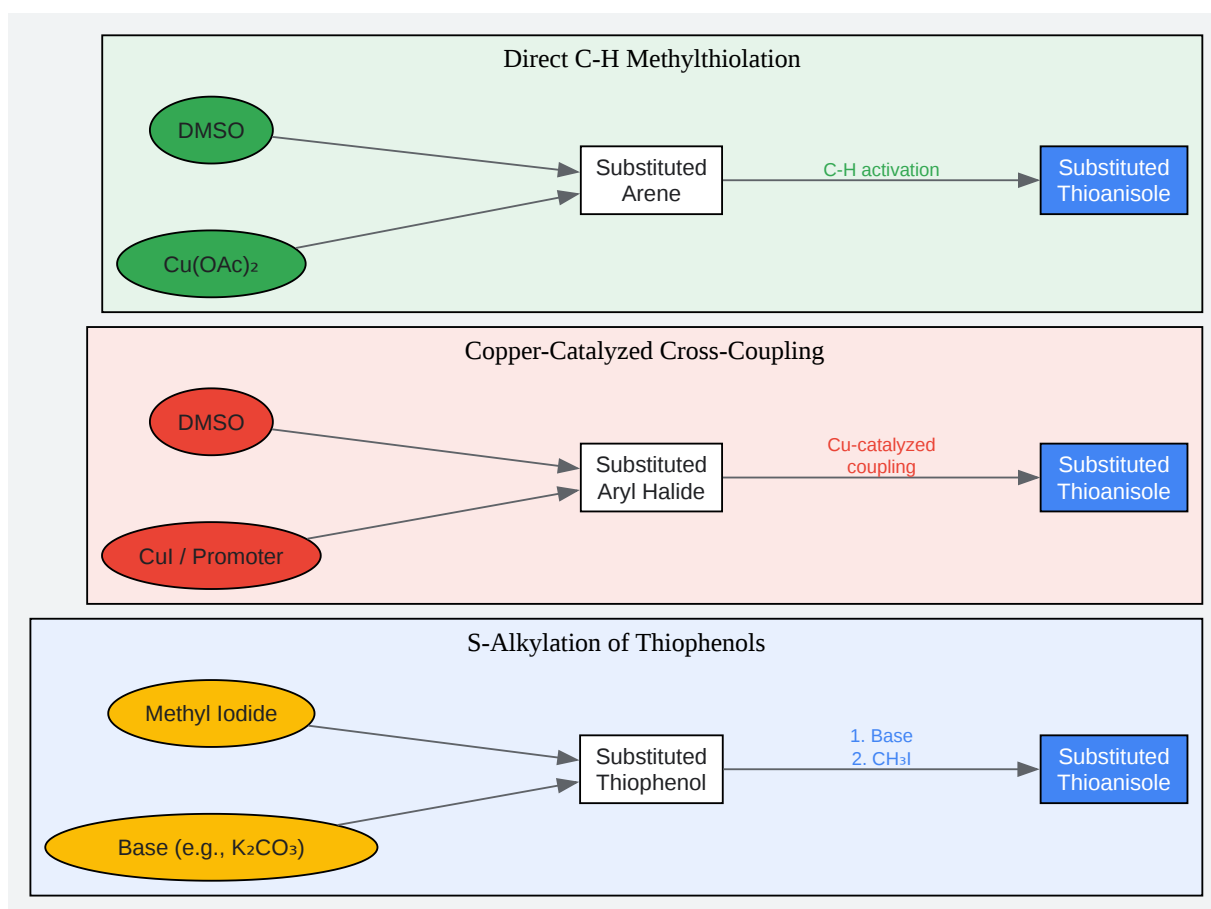 Direct C-H Methylthiolation
DMSO
Cu(OAc)₂
Substituted
Arene
C-H activation
Substituted
Thioanisole
Copper-Catalyzed Cross-Coupling
DMSO
CuI / Promoter
Substituted
Aryl Halide
Cu-catalyzed
coupling
Substituted
Thioanisole
S-Alkylation of Thiophenols
Methyl Iodide
Base (e.g., K₂CO₃)
Substituted
Thiophenol
1. Base
2. CH₃I
Substituted
Thioanisole